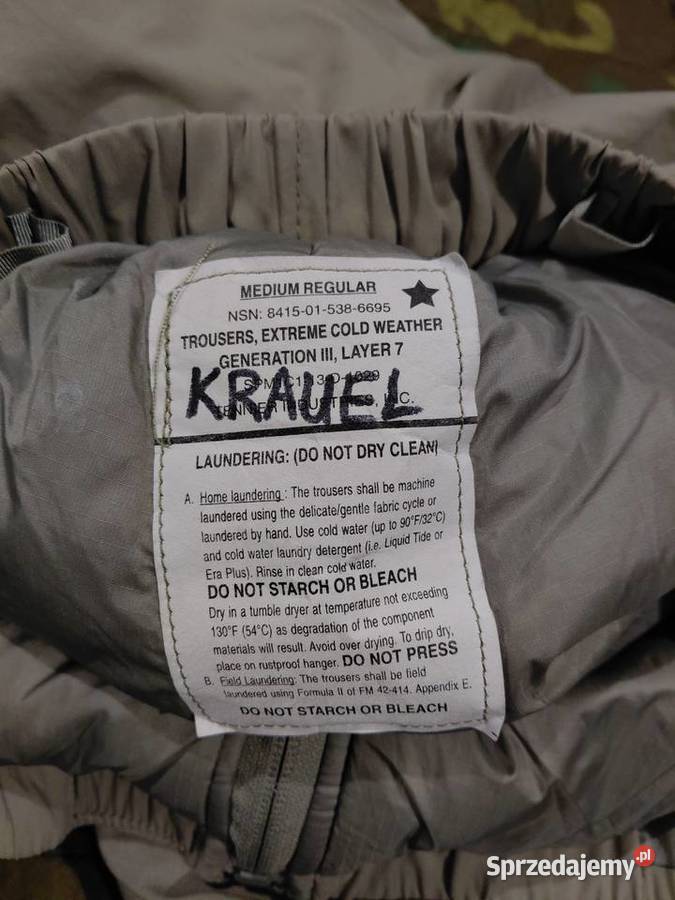 MEDIUM REGULAR
NSN: 8415-01-538-6695
TROUSERS, EXTREME COLD WEATHER
GENERATION III, LAYER 7
KRAUEL
TENNIER INDUSTRIES, INC.
LAUNDERING: (DO NOT DRY CLEAN)
A. Home laundering : The trousers shall be machine
laundered using the delicate/gentle fabric cycle or
laundered by hand. Use cold water (up to 90°F/32°C)
and cold water laundry detergent (i.e. Liquid Tide or
Era Plus). Rinse in clean cold water.
DO NOT STARCH OR BLEACH
Dry in a tumble dryer at temperature not exceeding
130°F (54°C) as degradation of the component
materials will result. Avoid over drying. To drip dry,
place on rustproof hanger. DO NOT PRESS
B. Field Laundering: The trousers shall be field
laundered using Formula II of FM 42-414. Appendix E.
DO NOT STARCH OR BLEACH
Sprzedajemy.pl